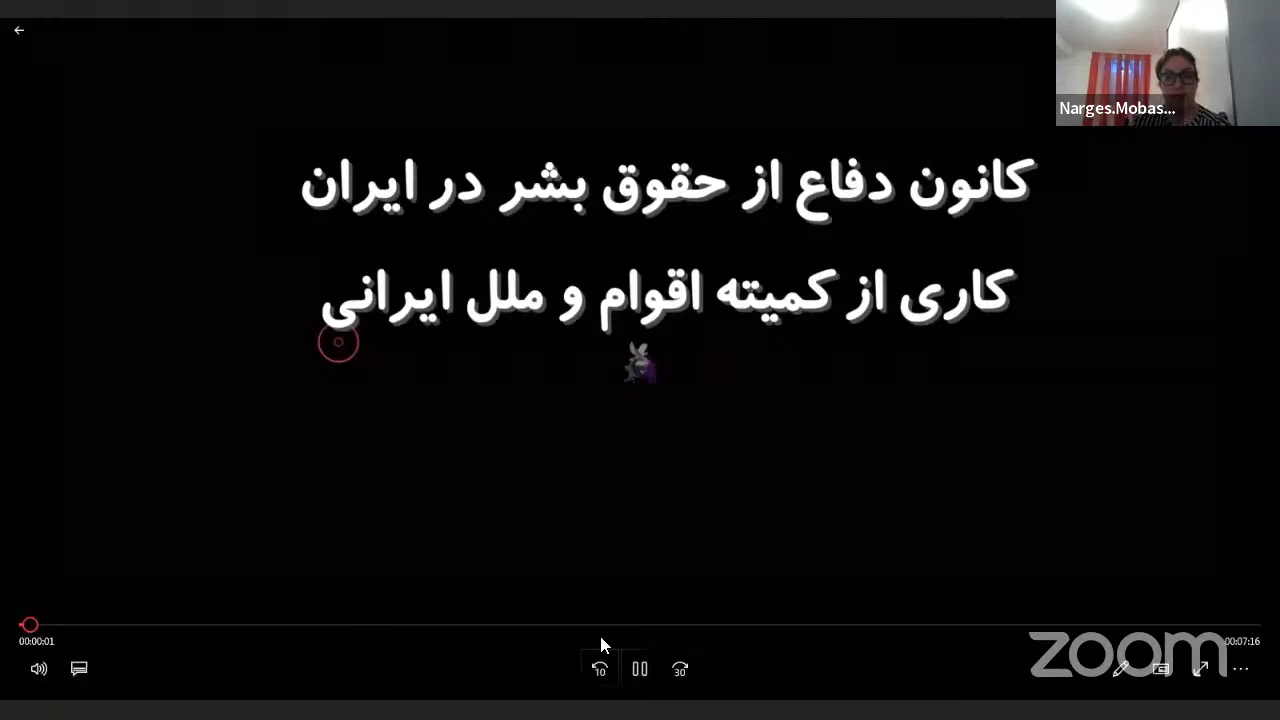 Narges.Mobas...
کانون دفاع از حقوق بشر در ایران
کاری از کمیته اقوام و ملل ایرانی
00:00:01
00:07:16
10
30
zoom